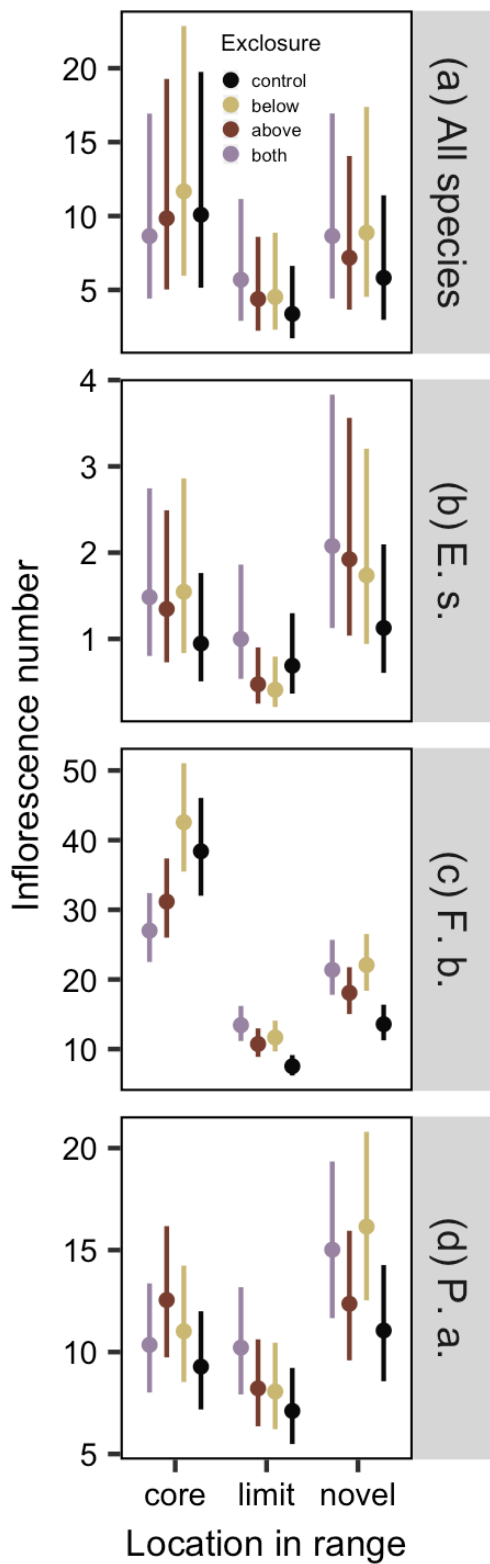 Inflorescence number
20
15
10
5
Exclosure
control
below
above
both
(a) All species
4
3
2
1
(b) E. s.
50
40
30
20
10
(c) F. b.
20
15
10
5
(d) P. a.
core limit novel
Location in range